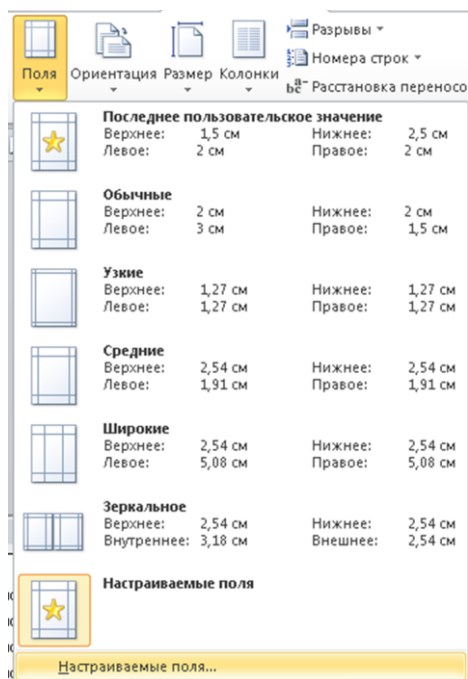 Поля
Ориентация
Размер
Колонки
Разрывы
Номера строк
Расстановка переносо
Последнее пользовательское значение
Верхнее: 1,5 см Нижнее: 2,5 см
Левое: 2 см Правое: 2 см
Обычные
Верхнее: 2 см Нижнее: 2 см
Левое: 3 см Правое: 1,5 см
Узкие
Верхнее: 1,27 см Нижнее: 1,27 см
Левое: 1,27 см Правое: 1,27 см
Средние
Верхнее: 2,54 см Нижнее: 2,54 см
Левое: 1,91 см Правое: 1,91 см
Широкие
Верхнее: 2,54 см Нижнее: 2,54 см
Левое: 5,08 см Правое: 5,08 см
Зеркальное
Верхнее: 2,54 см Нижнее: 2,54 см
Внутреннее: 3,18 см Внешнее: 2,54 см
Настраиваемые поля
Настраиваемые поля...